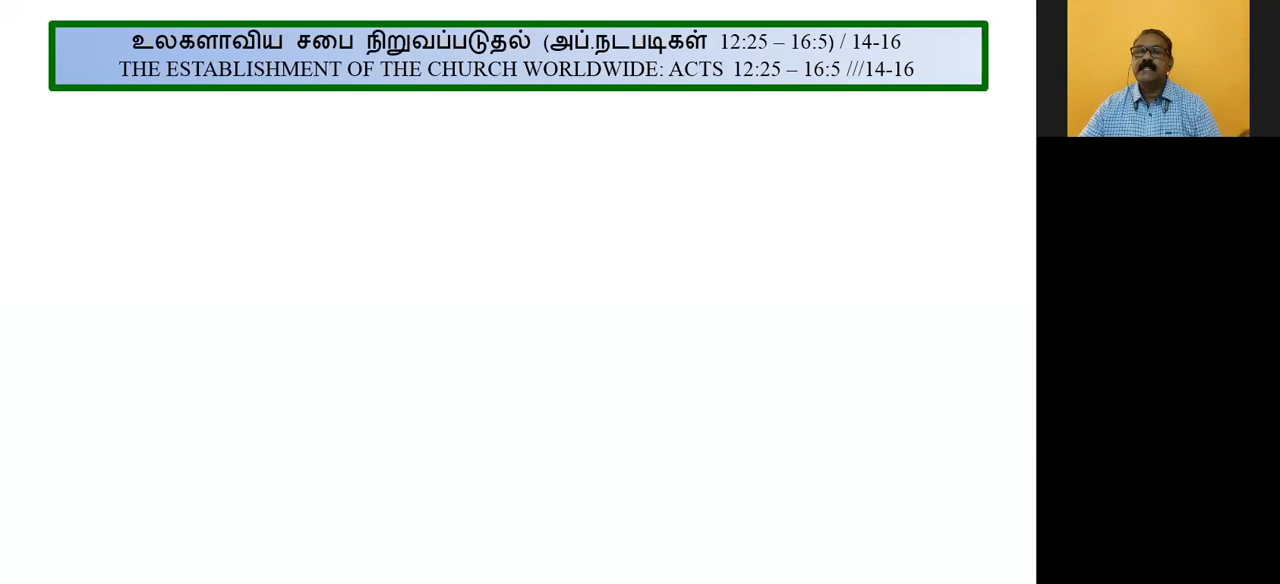 உலகளாவிய சபை நிறுவப்படுதல் (அப்.நடபடிகள் 12:25 – 16:5) / 14-16
THE ESTABLISHMENT OF THE CHURCH WORLDWIDE: ACTS 12:25 – 16:5 ///14-16